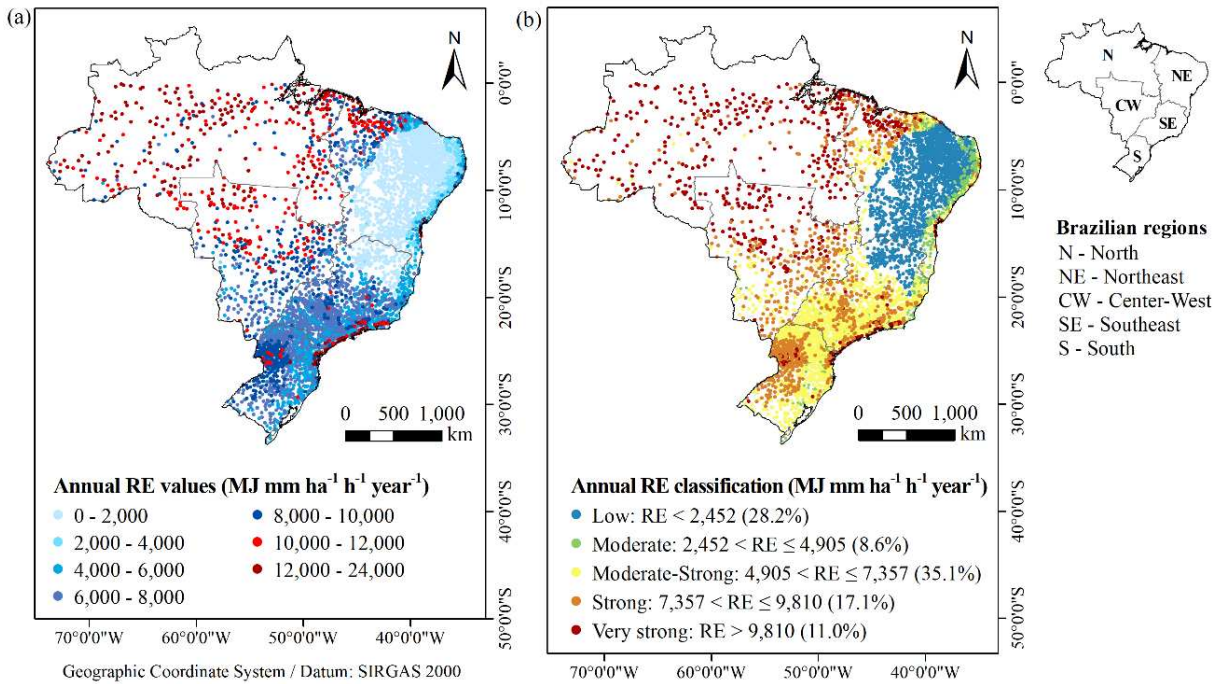 (a)
N
0°0'0"
10°0'0"S
20°0'0"S
30°0'0"S
40°0'0"S
50°0'0"S
0 500 1,000
km
Annual RE values (MJ mm ha⁻¹ h⁻¹ year⁻¹)
0 - 2,000
2,000 - 4,000
4,000 - 6,000
6,000 - 8,000
8,000 - 10,000
10,000 - 12,000
12,000 - 24,000
70°0'0"W 60°0'0"W 50°0'0"W 40°0'0"W
Geographic Coordinate System / Datum: SIRGAS 2000
(b)
N
0°0'0"
10°0'0"S
20°0'0"S
30°0'0"S
40°0'0"S
50°0'0"S
0 500 1,000
km
Annual RE classification (MJ mm ha⁻¹ h⁻¹ year⁻¹)
Low: RE < 2,452 (28.2%)
Moderate: 2,452 < RE ≤ 4,905 (8.6%)
Moderate-Strong: 4,905 < RE ≤ 7,357 (35.1%)
Strong: 7,357 < RE ≤ 9,810 (17.1%)
Very strong: RE > 9,810 (11.0%)
70°0'0"W 60°0'0"W 50°0'0"W 40°0'0"W
N
NE
CW
SE
S
Brazilian regions
N - North
NE - Northeast
CW - Center-West
SE - Southeast
S - South